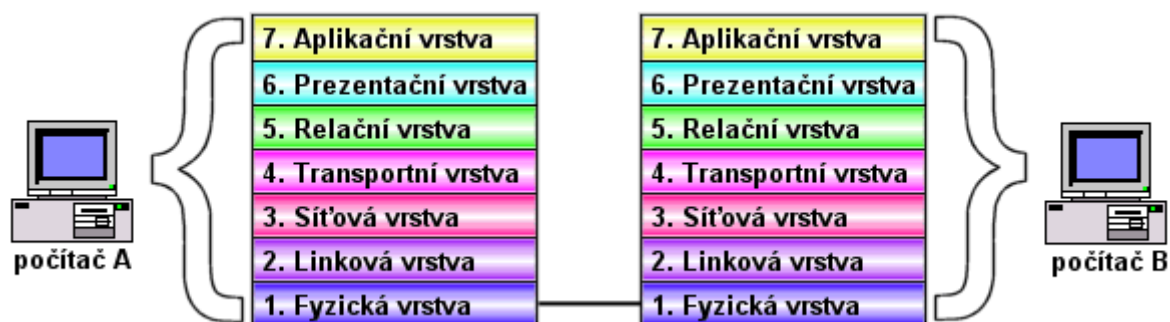 7. Aplikační vrstva
6. Prezentační vrstva
5. Relační vrstva
4. Transportní vrstva
3. Síťová vrstva
2. Linková vrstva
1. Fyzická vrstva
počítač A
7. Aplikační vrstva
6. Prezentační vrstva
5. Relační vrstva
4. Transportní vrstva
3. Síťová vrstva
2. Linková vrstva
1. Fyzická vrstva
počítač B